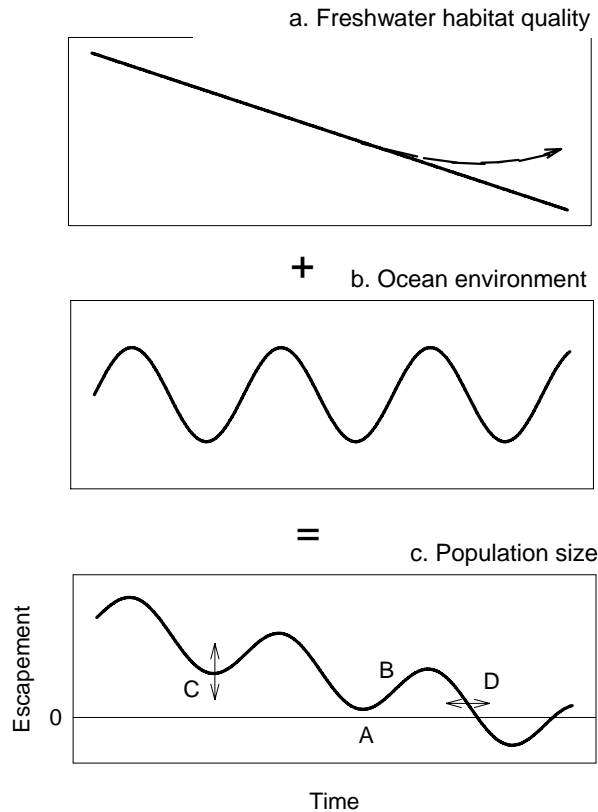 a. Freshwater habitat quality
+
b. Ocean environment
=
c. Population size
Escapement
0
C
B
D
A
Time